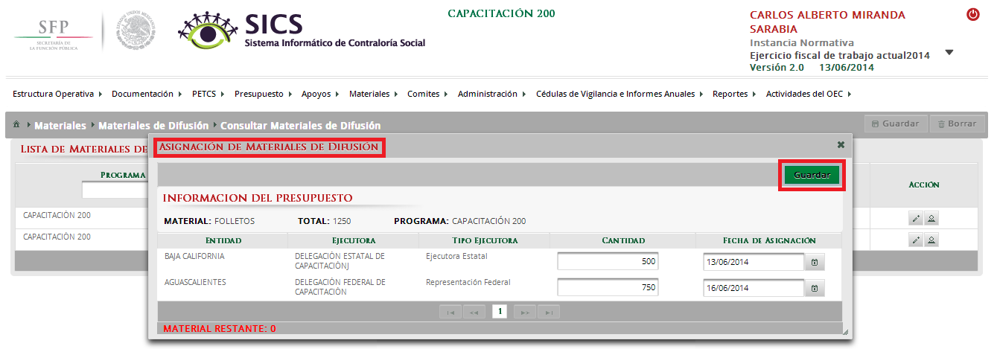 SFP
SECRETARÍA DE
LA FUNCIÓN PÚBLICA
ESTADOS UNIDOS MEXICANOS
SICS
Sistema Informático de Contraloría Social
CAPACITACIÓN 200
CARLOS ALBERTO MIRANDA
SARABIA
Instancia Normativa
Ejercicio fiscal de trabajo actual2014
Versión 2.0 13/06/2014
Estructura Operativa Documentación PETCS Presupuesto Apoyos Materiales Comites Administración Cédulas de Vigilancia e Informes Anuales Reportes Actividades del OEC
Materiales Materiales de Difusión Consultar Materiales de Difusión Guardar Borrar
LISTA DE MATERIALES DE
ASIGNACIÓN DE MATERIALES DE DIFUSIÓN
PROGRAMA
ACCIÓN
CAPACITACIÓN 200
CAPACITACIÓN 200
Guardar
INFORMACION DEL PRESUPUESTO
MATERIAL: FOLLETOS TOTAL: 1250 PROGRAMA: CAPACITACIÓN 200
ENTIDAD EJECUTORA TIPO EJECUTORA CANTIDAD FECHA DE ASIGNACIÓN
BAJA CALIFORNIA DELEGACIÓN ESTATAL DE Ejecutora Estatal 500 13/06/2014
CAPACITACIÓNJ
AGUASCALIENTES DELEGACIÓN FEDERAL DE Representación Federal 750 16/06/2014
CAPACITACIÓN
1
MATERIAL RESTANTE: 0